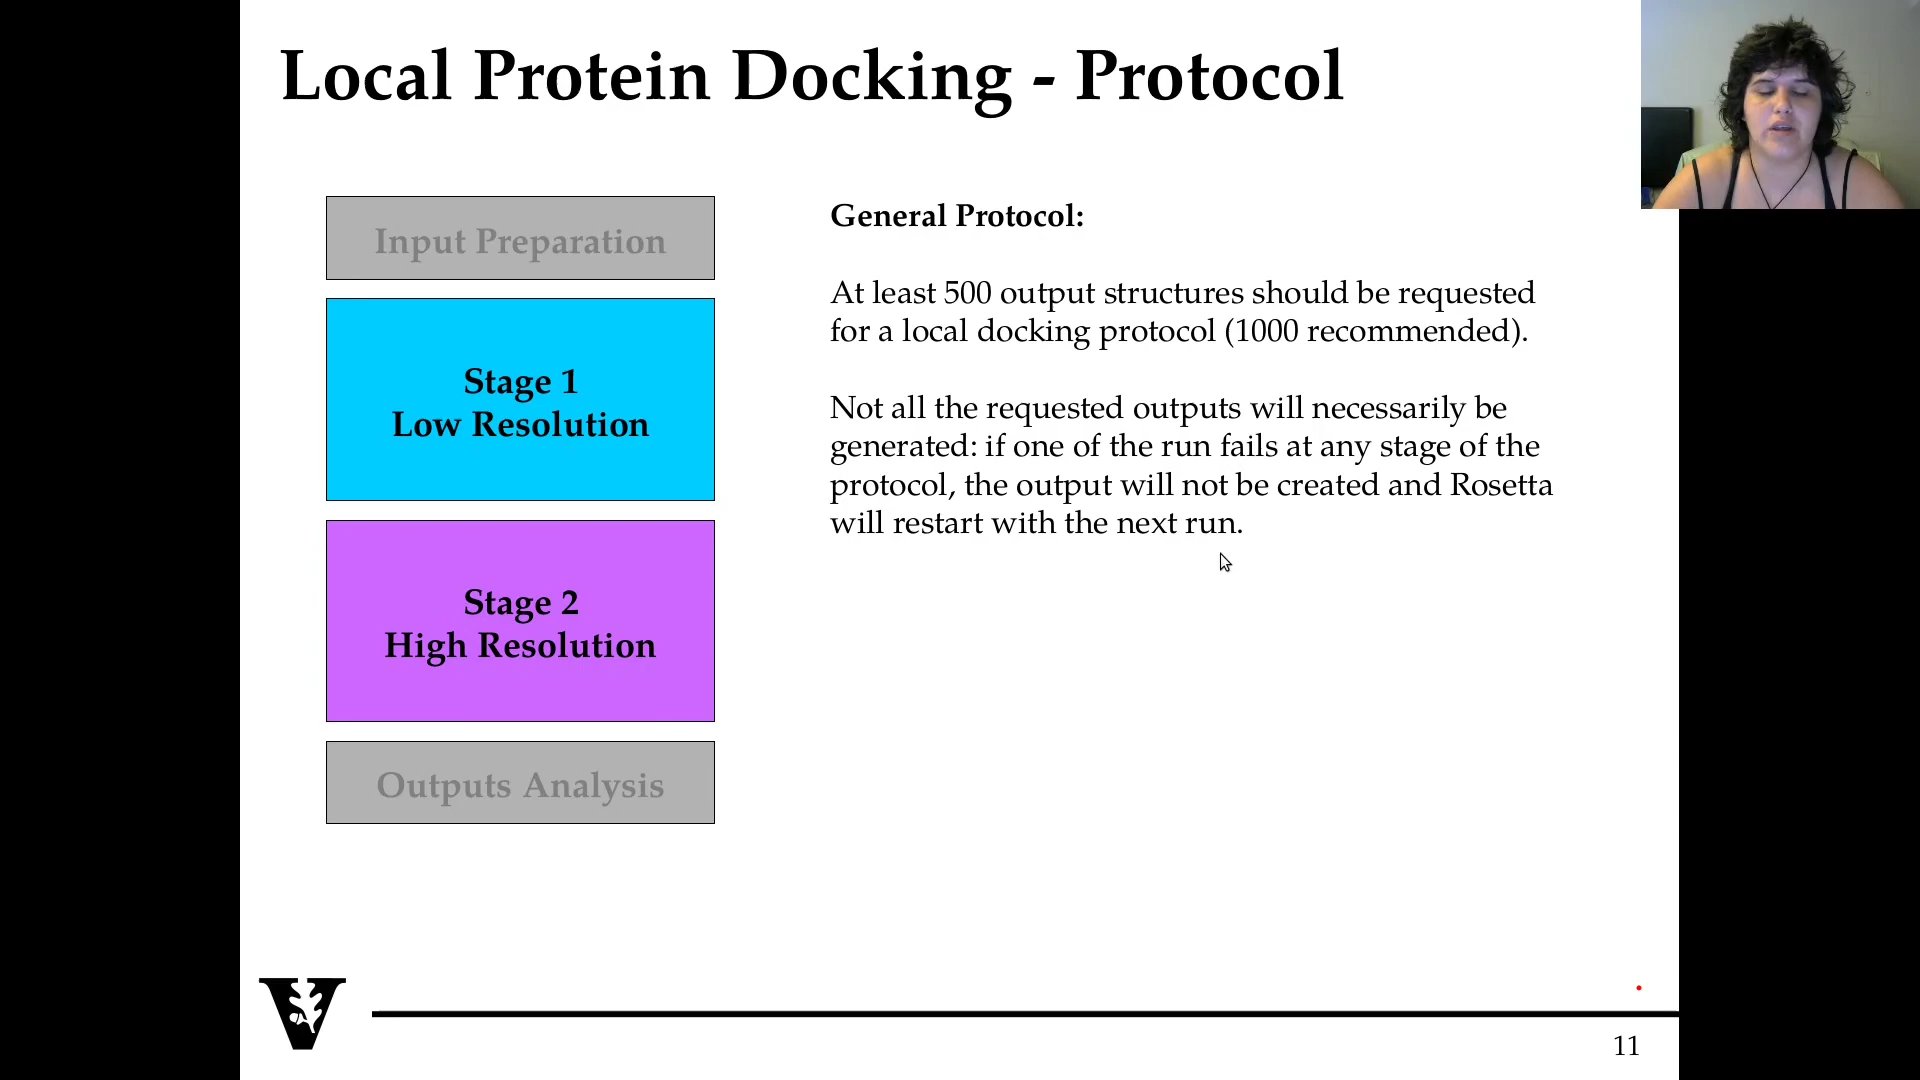 Local Protein Docking - Protocol
Input Preparation
Stage 1
Low Resolution
Stage 2
High Resolution
Outputs Analysis
General Protocol:
At least 500 output structures should be requested
for a local docking protocol (1000 recommended).
Not all the requested outputs will necessarily be
generated: if one of the run fails at any stage of the
protocol, the output will not be created and Rosetta
will restart with the next run.
V
11